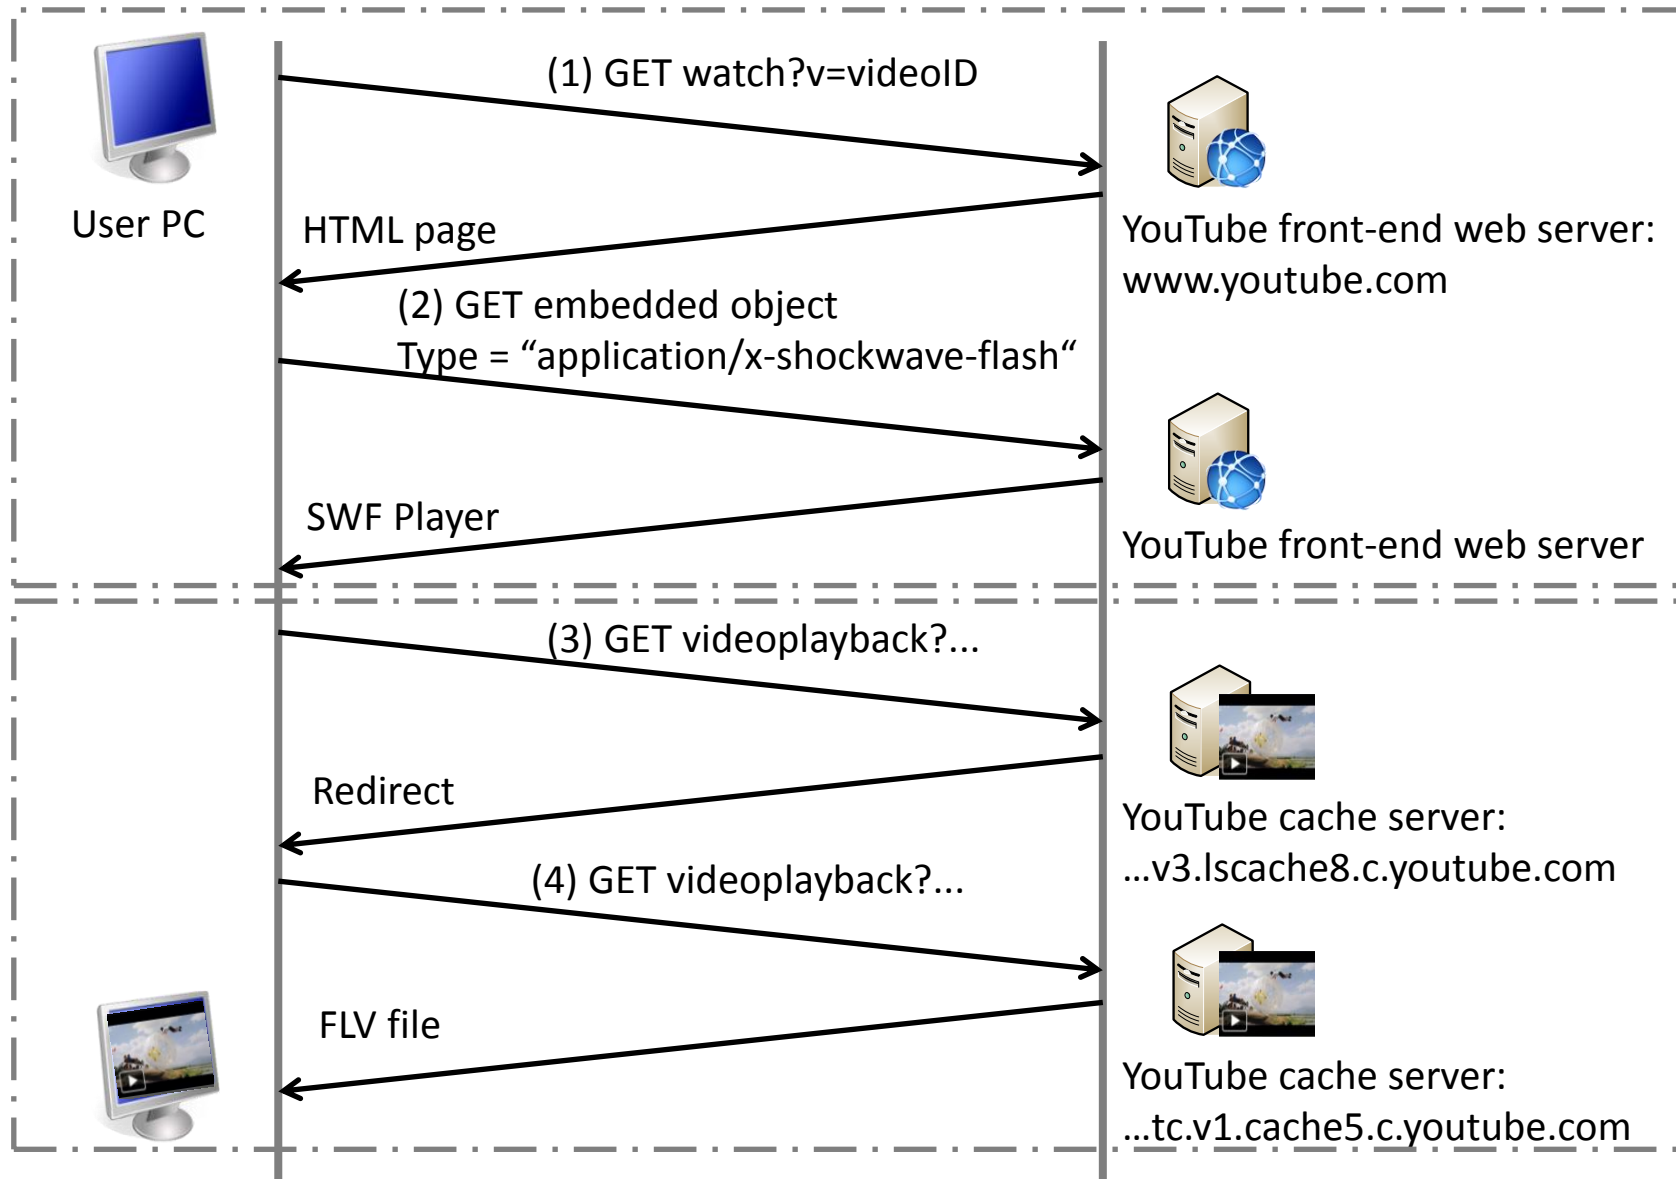 (1) GET watch?v=videoID
User PC
HTML page
YouTube front-end web server:
www.youtube.com
(2) GET embedded object
Type = “application/x-shockwave-flash“
SWF Player
YouTube front-end web server
(3) GET videoplayback?...
Redirect
YouTube cache server:
...v3.lscache8.c.youtube.com
(4) GET videoplayback?...
FLV file
YouTube cache server:
...tc.v1.cache5.c.youtube.com